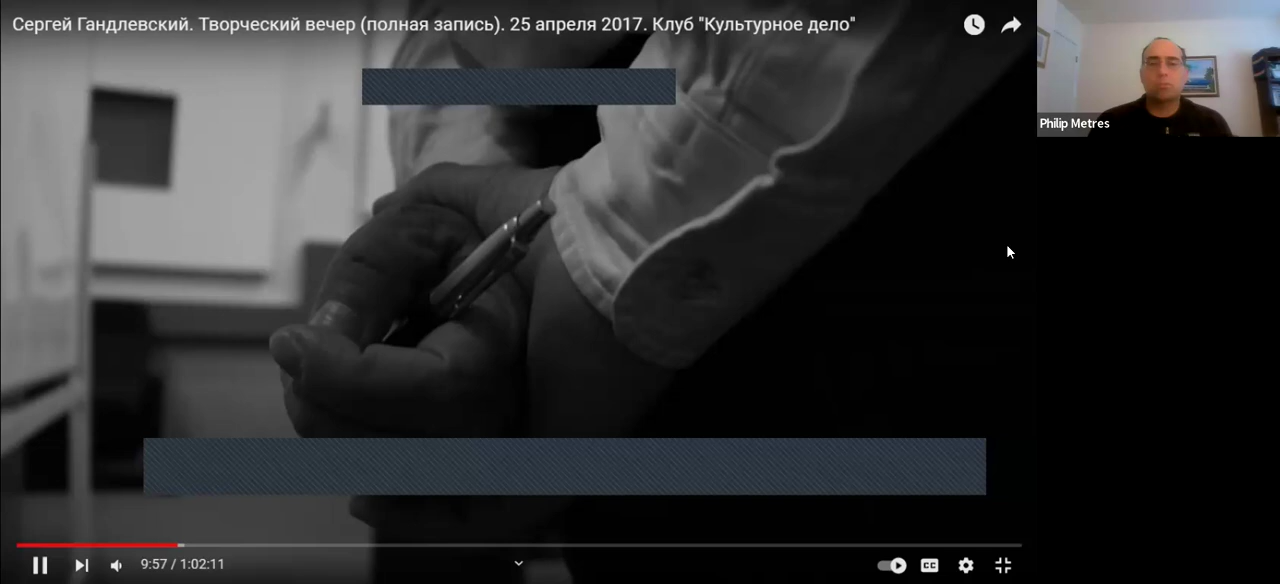 Сергей Гандлевский. Творческий вечер (полная запись). 25 апреля 2017. Клуб "Культурное дело"
Philip Metres
9:57 / 1:02:11
CC